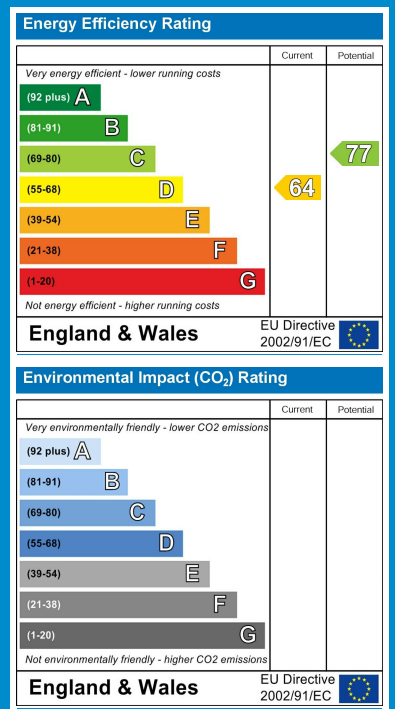 Energy Efficiency Rating
Current Potential
Very energy efficient - lower running costs
(92 plus) A
(81-91) B
(69-80) C
77
(55-68) D
64
(39-54) E
(21-38) F
(1-20) G
Not energy efficient - higher running costs
England & Wales
EU Directive
2002/91/EC
Environmental Impact (CO₂) Rating
Current Potential
Very environmentally friendly - lower CO2 emissions
(92 plus) A
(81-91) B
(69-80) C
(55-68) D
(39-54) E
(21-38) F
(1-20) G
Not environmentally friendly - higher CO2 emissions
England & Wales
EU Directive
2002/91/EC